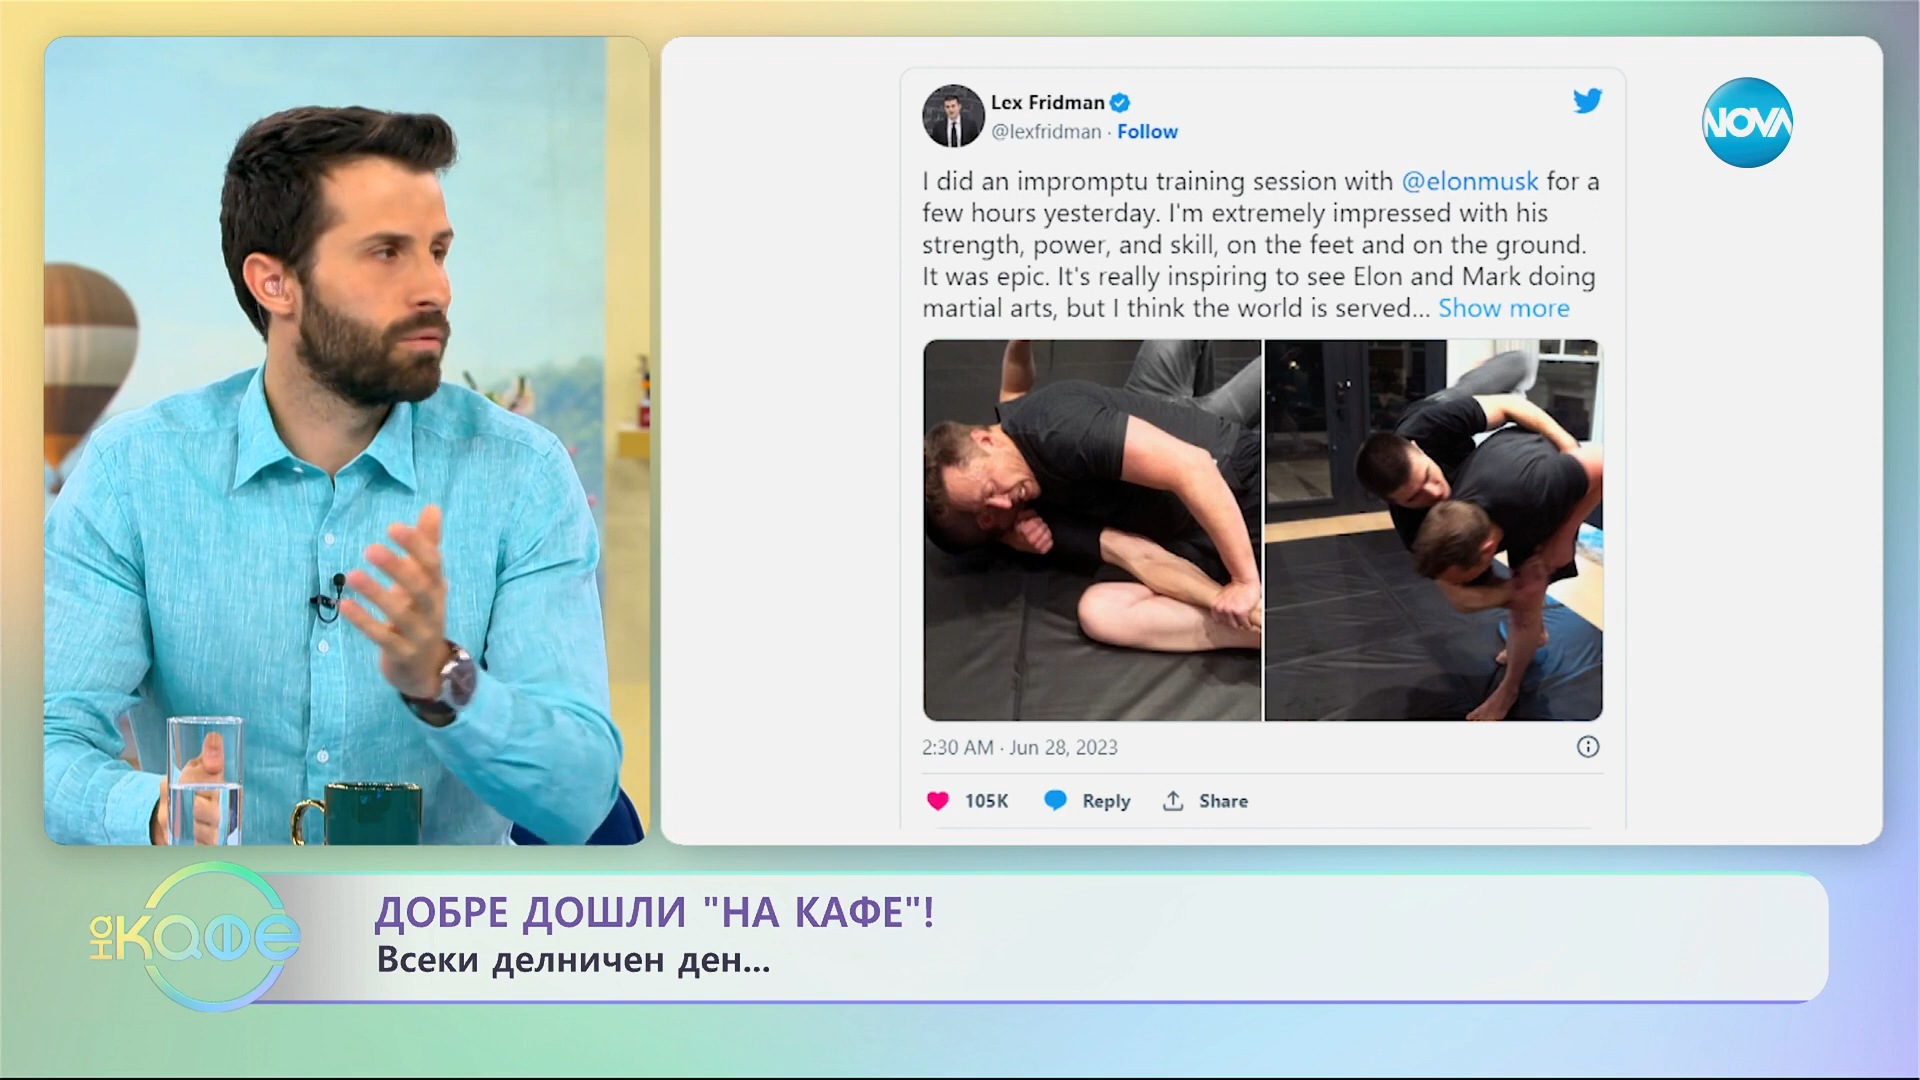 Lex Fridman
@lexfridman · Follow
I did an impromptu training session with @elonmusk for a
few hours yesterday. I'm extremely impressed with his
strength, power, and skill, on the feet and on the ground.
It was epic. It's really inspiring to see Elon and Mark doing
martial arts, but I think the world is served... Show more
2:30 AM · Jun 28, 2023
105K Reply Share
NOVA
на кафе
ДОБРЕ ДОШЛИ "НА КАФЕ"!
Всеки делничен ден...